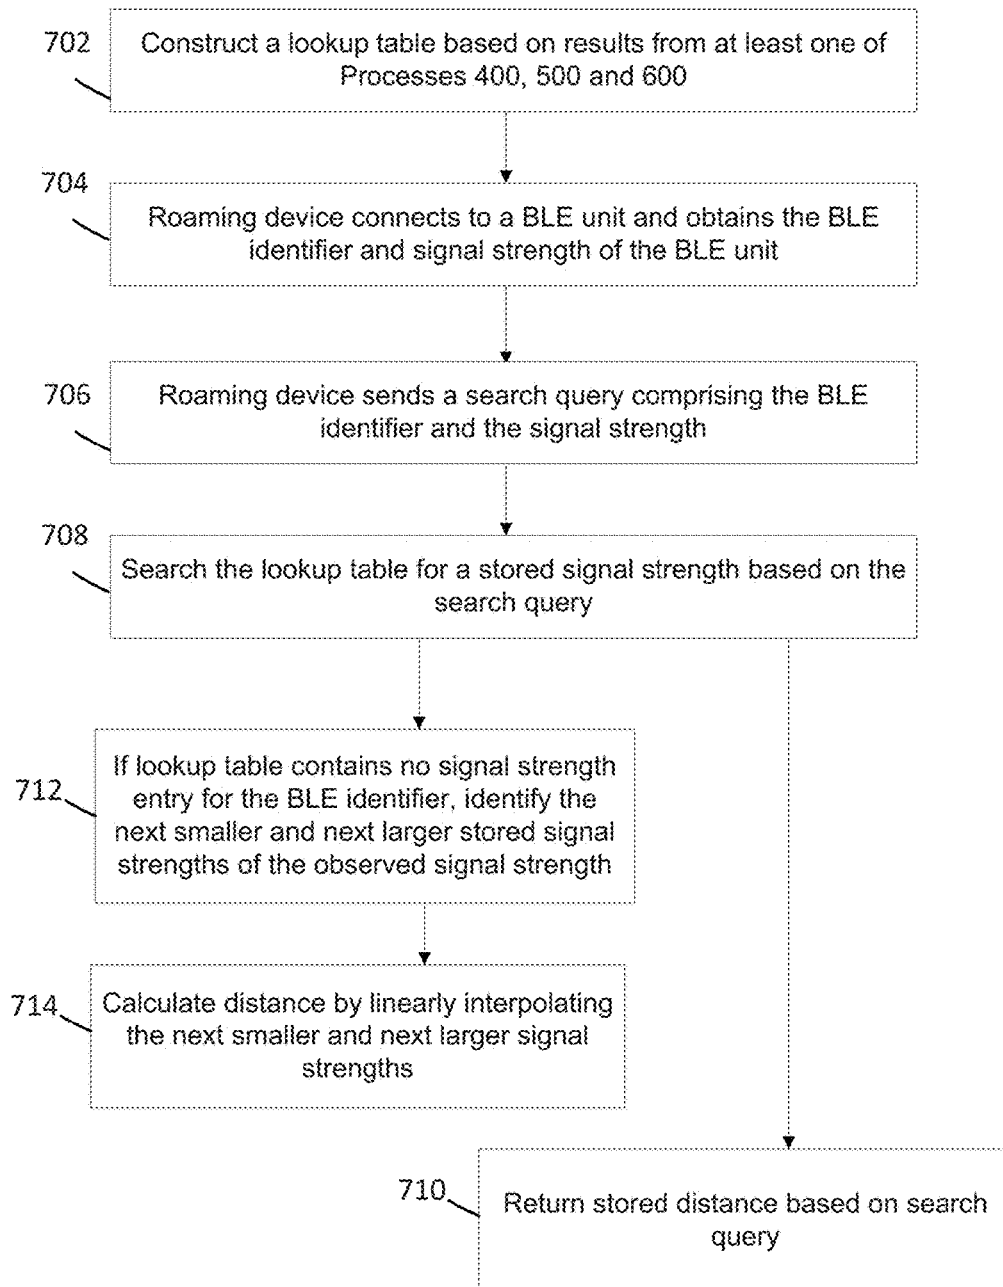 702
Construct a lookup table based on results from at least one of
Processes 400, 500 and 600
704
Roaming device connects to a BLE unit and obtains the BLE
identifier and signal strength of the BLE unit
706
Roaming device sends a search query comprising the BLE
identifier and the signal strength
708
Search the lookup table for a stored signal strength based on the
search query
712
If lookup table contains no signal strength
entry for the BLE identifier, identify the
next smaller and next larger stored signal
strengths of the observed signal strength
714
Calculate distance by linearly interpolating
the next smaller and next larger signal
strengths
710
Return stored distance based on search
query